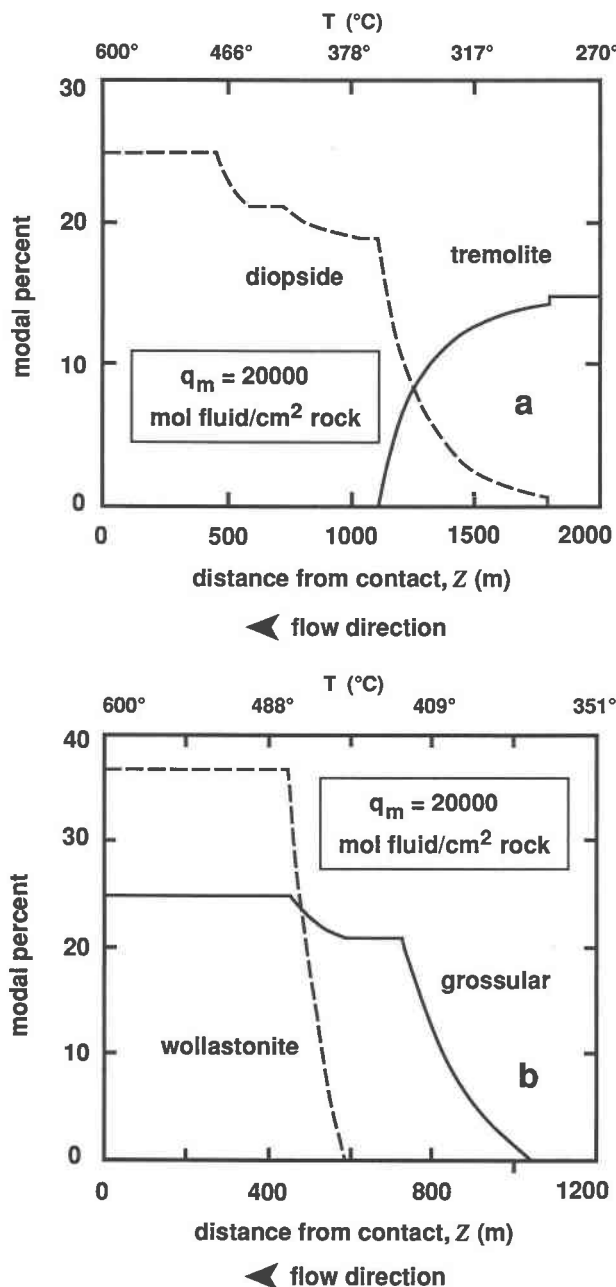 T (°C)
600° 466° 378° 317° 270°
30
20
10
0
modal percent
diopside
tremolite
q_m = 20000
mol fluid/cm² rock
a
0 500 1000 1500 2000
distance from contact, Z (m)
flow direction
T (°C)
600° 488° 409° 351°
40
30
20
10
0
modal percent
q_m = 20000
mol fluid/cm² rock
grossular
wollastonite
b
0 400 800 1200
distance from contact, Z (m)
flow direction